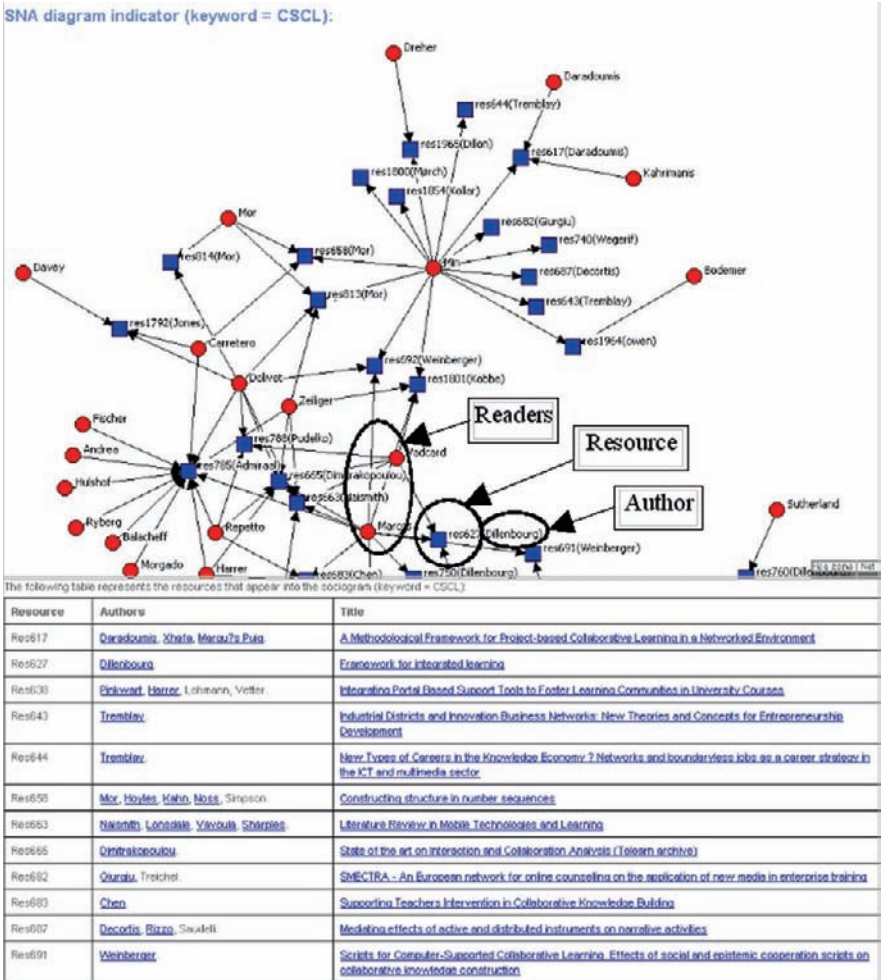 SNA diagram indicator (keyword = CSCL):
Dreher
Daradoumis
res644(Tremblay)
res1965(Dillon)
res617(Daradoumis)
res1800(Mørch)
Kahrimanis
res1854(Kollar)
Mor
res682(Giurgiu)
res658(Mor)
res740(Wegerif)
res814(Mor)
Min
Davey
res687(Decortis)
Bodemer
res813(Mor)
res643(Tremblay)
res1792(Jones)
Carretero
res1964(owen)
res692(Weinberger)
Dolivet
res1801(Kobbe)
Zeiliger
Readers
Fischer
Resource
res788(Pudelko)
Andrea
Vadcard
res785(Admiraal)
res665(Dimitrakopoulou)
Hulshof
Author
res663(Naismith)
Sutherland
Ryberg
Repetto
Marcos
res627(Dillenbourg)
Balacheff
res691(Weinberger)
Morgado
Harrer
res683(Chen)
res750(Dillenbourg)
The following table represents the resources that appear into the sociogram (keyword = CSCL):
Resource Authors Title
Res617 Daradoumis, Xhafa, Marqu?s Puig. A Methodological Framework for Project-based Collaborative Learning in a Networked Environment
Res627 Dillenbourg Framework for integrated learning
Res638 Pinkwart, Harrer, Lohmann, Vetter. Integrating Portal Based Support Tools to Foster Learning Communities in University Courses
Res643 Tremblay. Industrial Districts and Innovation Business Networks: New Theories and Concepts for Entrepreneurship
Development
Res644 Tremblay. New Types of Careers in the Knowledge Economy ? Networks and boundaryless jobs as a career strategy in
the ICT and multimedia sector
Res658 Mor, Hoyles, Kahn, Noss, Simpson. Constructing structure in number sequences
Res663 Naismith, Lonsdale, Vavoula, Sharples. Literature Review in Mobile Technologies and Learning
Res665 Dimitrakopoulou. State of the art on Interaction and Collaboration Analysis (Telearn archive)
Res682 Giurgiu, Treichel. SMECTRA - An European network for online counselling on the application of new media in enterprise training
Res683 Chen. Supporting Teachers Intervention in Collaborative Knowledge Building
Res687 Decortis, Rizzo, Saudelli. Mediating effects of active and distributed instruments on narrative activities
Res691 Weinberger Scripts for Computer-Supported Collaborative Learning. Effects of social and epistemic cooperation scripts on
collaborative knowledge construction